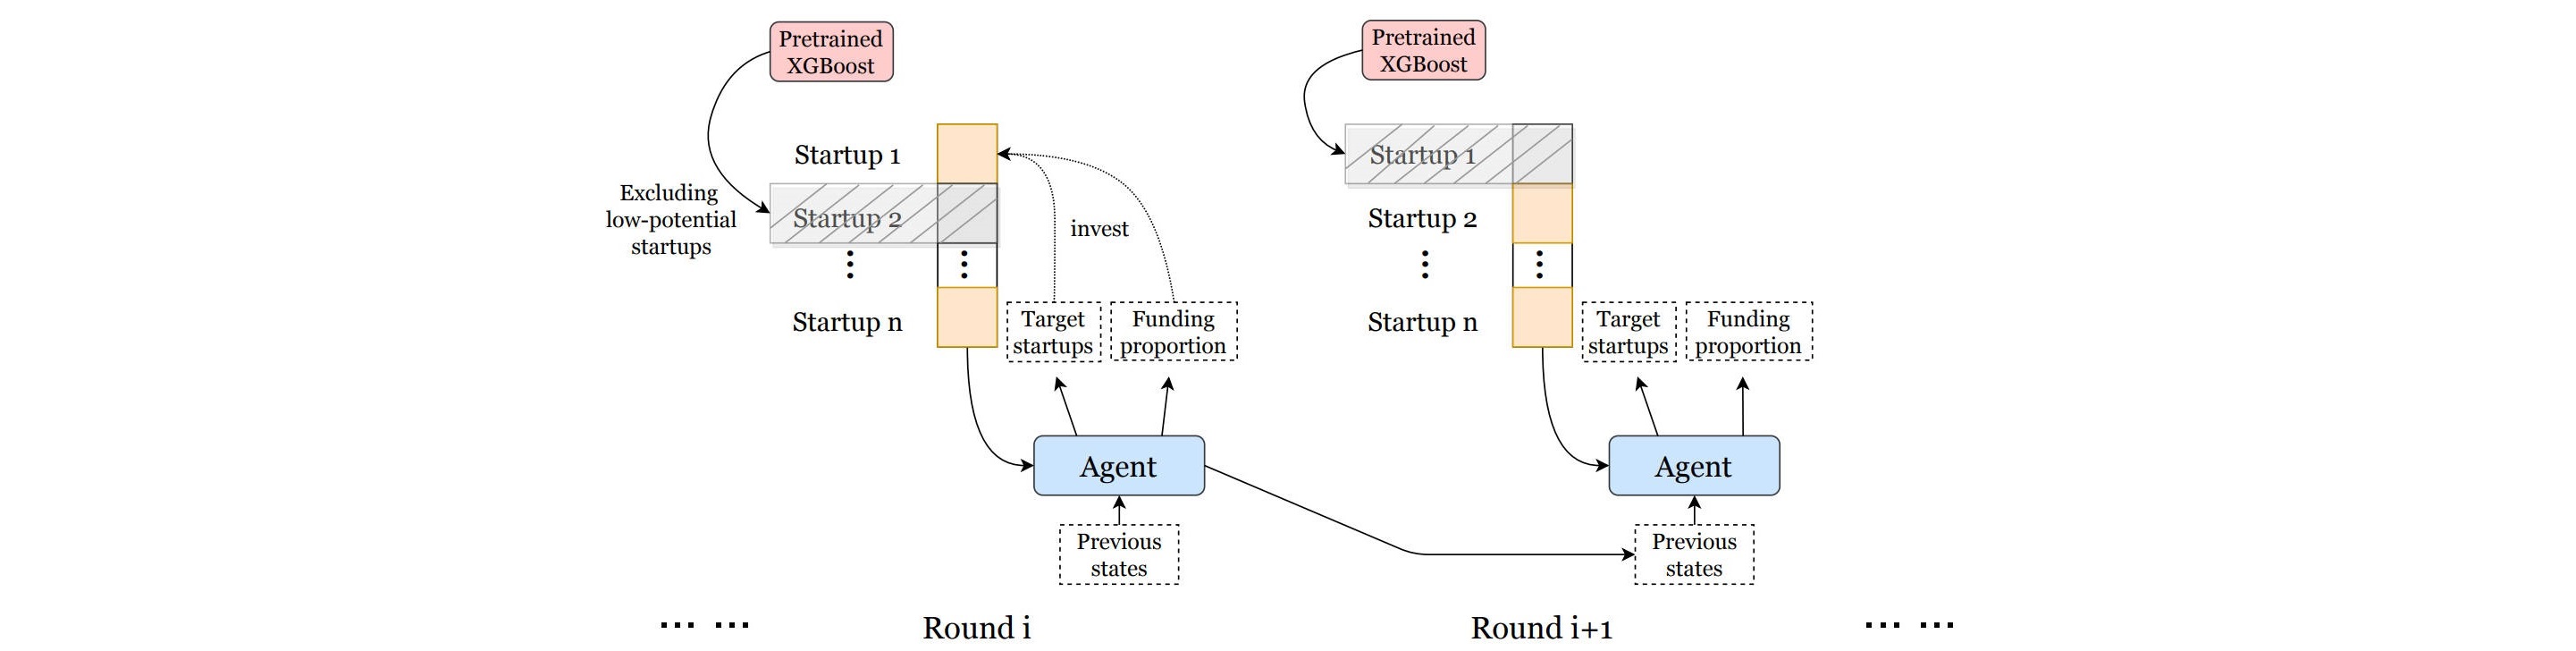 Pretrained
XGBoost
Startup 1
Excluding
low-potential
startups
Startup 2
invest
Startup n
Target
startups
Funding
proportion
Agent
Previous
states
Round i
Pretrained
XGBoost
Startup 1
Startup 2
Startup n
Target
startups
Funding
proportion
Agent
Previous
states
Round i+1